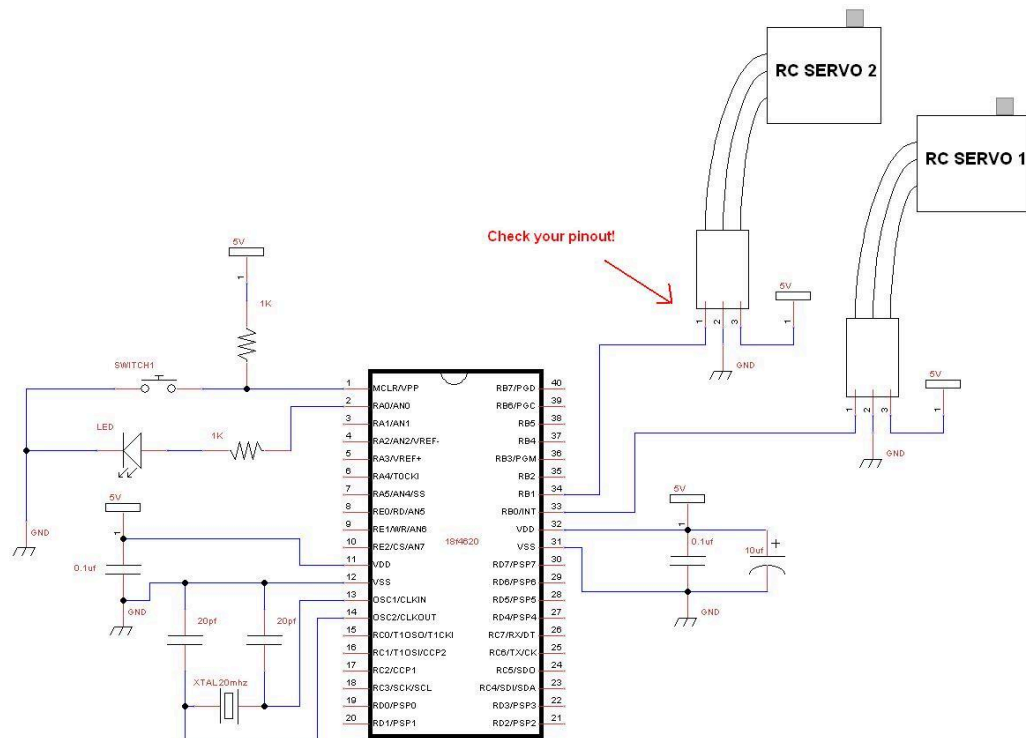 RC SERVO 2
RC SERVO 1
Check your pinout!
5V
1
1K
5V
1
1 2 3
GND
5V
1
1 2 3
GND
SWITCH1
LED
1K
GND
5V
1
0.1uf
GND
20pf
20pf
XTAL20mhz
18f4620
1 MCLR/VPP
2 RA0/AN0
3 RA1/AN1
4 RA2/AN2/VREF-
5 RA3/VREF+
6 RA4/TOCKI
7 RA5/AN4/SS
8 RE0/RD/AN5
9 RE1/WR/AN6
10 RE2/CS/AN7
11 VDD
12 VSS
13 OSC1/CLKIN
14 OSC2/CLKOUT
15 RC0/T1OSO/T1CKI
16 RC1/T1OSI/CCP2
17 RC2/CCP1
18 RC3/SCK/SCL
19 RD0/PSP0
20 RD1/PSP1
RB7/PGD 40
RB6/PGC 39
RB5 38
RB4 37
RB3/PGM 36
RB2 35
RB1 34
RB0/INT 33
VDD 32
VSS 31
RD7/PSP7 30
RD6/PSP6 29
RD5/PSP5 28
RD4/PSP4 27
RC7/RX/DT 26
RC6/TX/CK 25
RC5/SDO 24
RC4/SDI/SDA 23
RD3/PSP3 22
RD2/PSP2 21
5V
1
0.1uf
10uf
+
GND